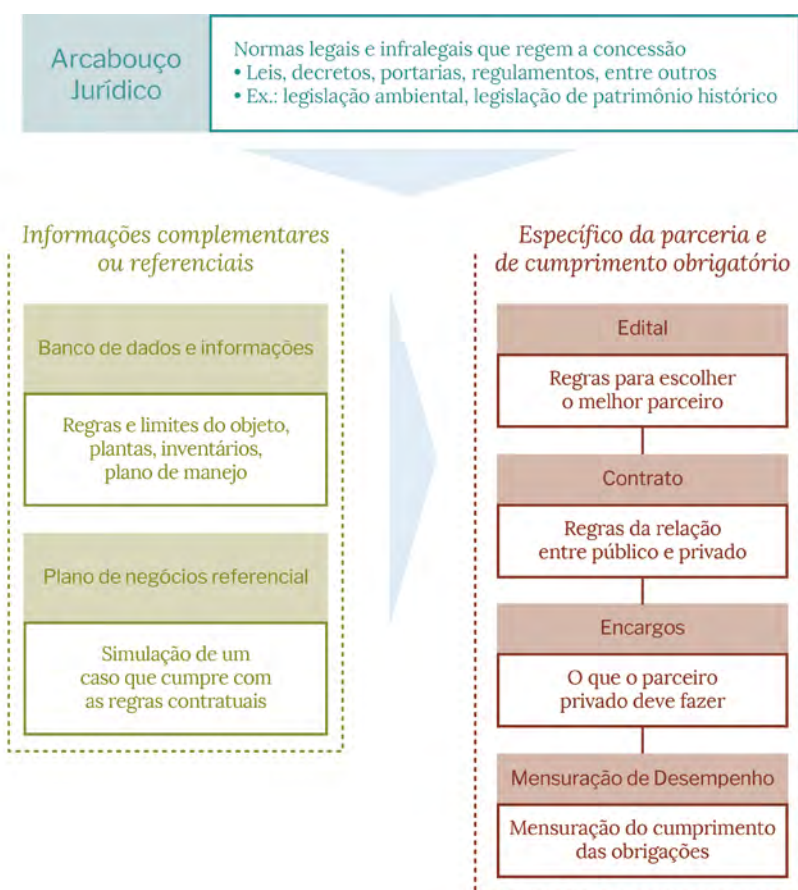 Arcabouço
Jurídico
Normas legais e infralegais que regem a concessão
• Leis, decretos, portarias, regulamentos, entre outros
• Ex.: legislação ambiental, legislação de patrimônio histórico
Informações complementares
ou referenciais
Banco de dados e informações
Regras e limites do objeto,
plantas, inventários,
plano de manejo
Plano de negócios referencial
Simulação de um
caso que cumpre com
as regras contratuais
Específico da parceria e
de cumprimento obrigatório
Edital
Regras para escolher
o melhor parceiro
Contrato
Regras da relação
entre público e privado
Encargos
O que o parceiro
privado deve fazer
Mensuração de Desempenho
Mensuração do cumprimento
das obrigações